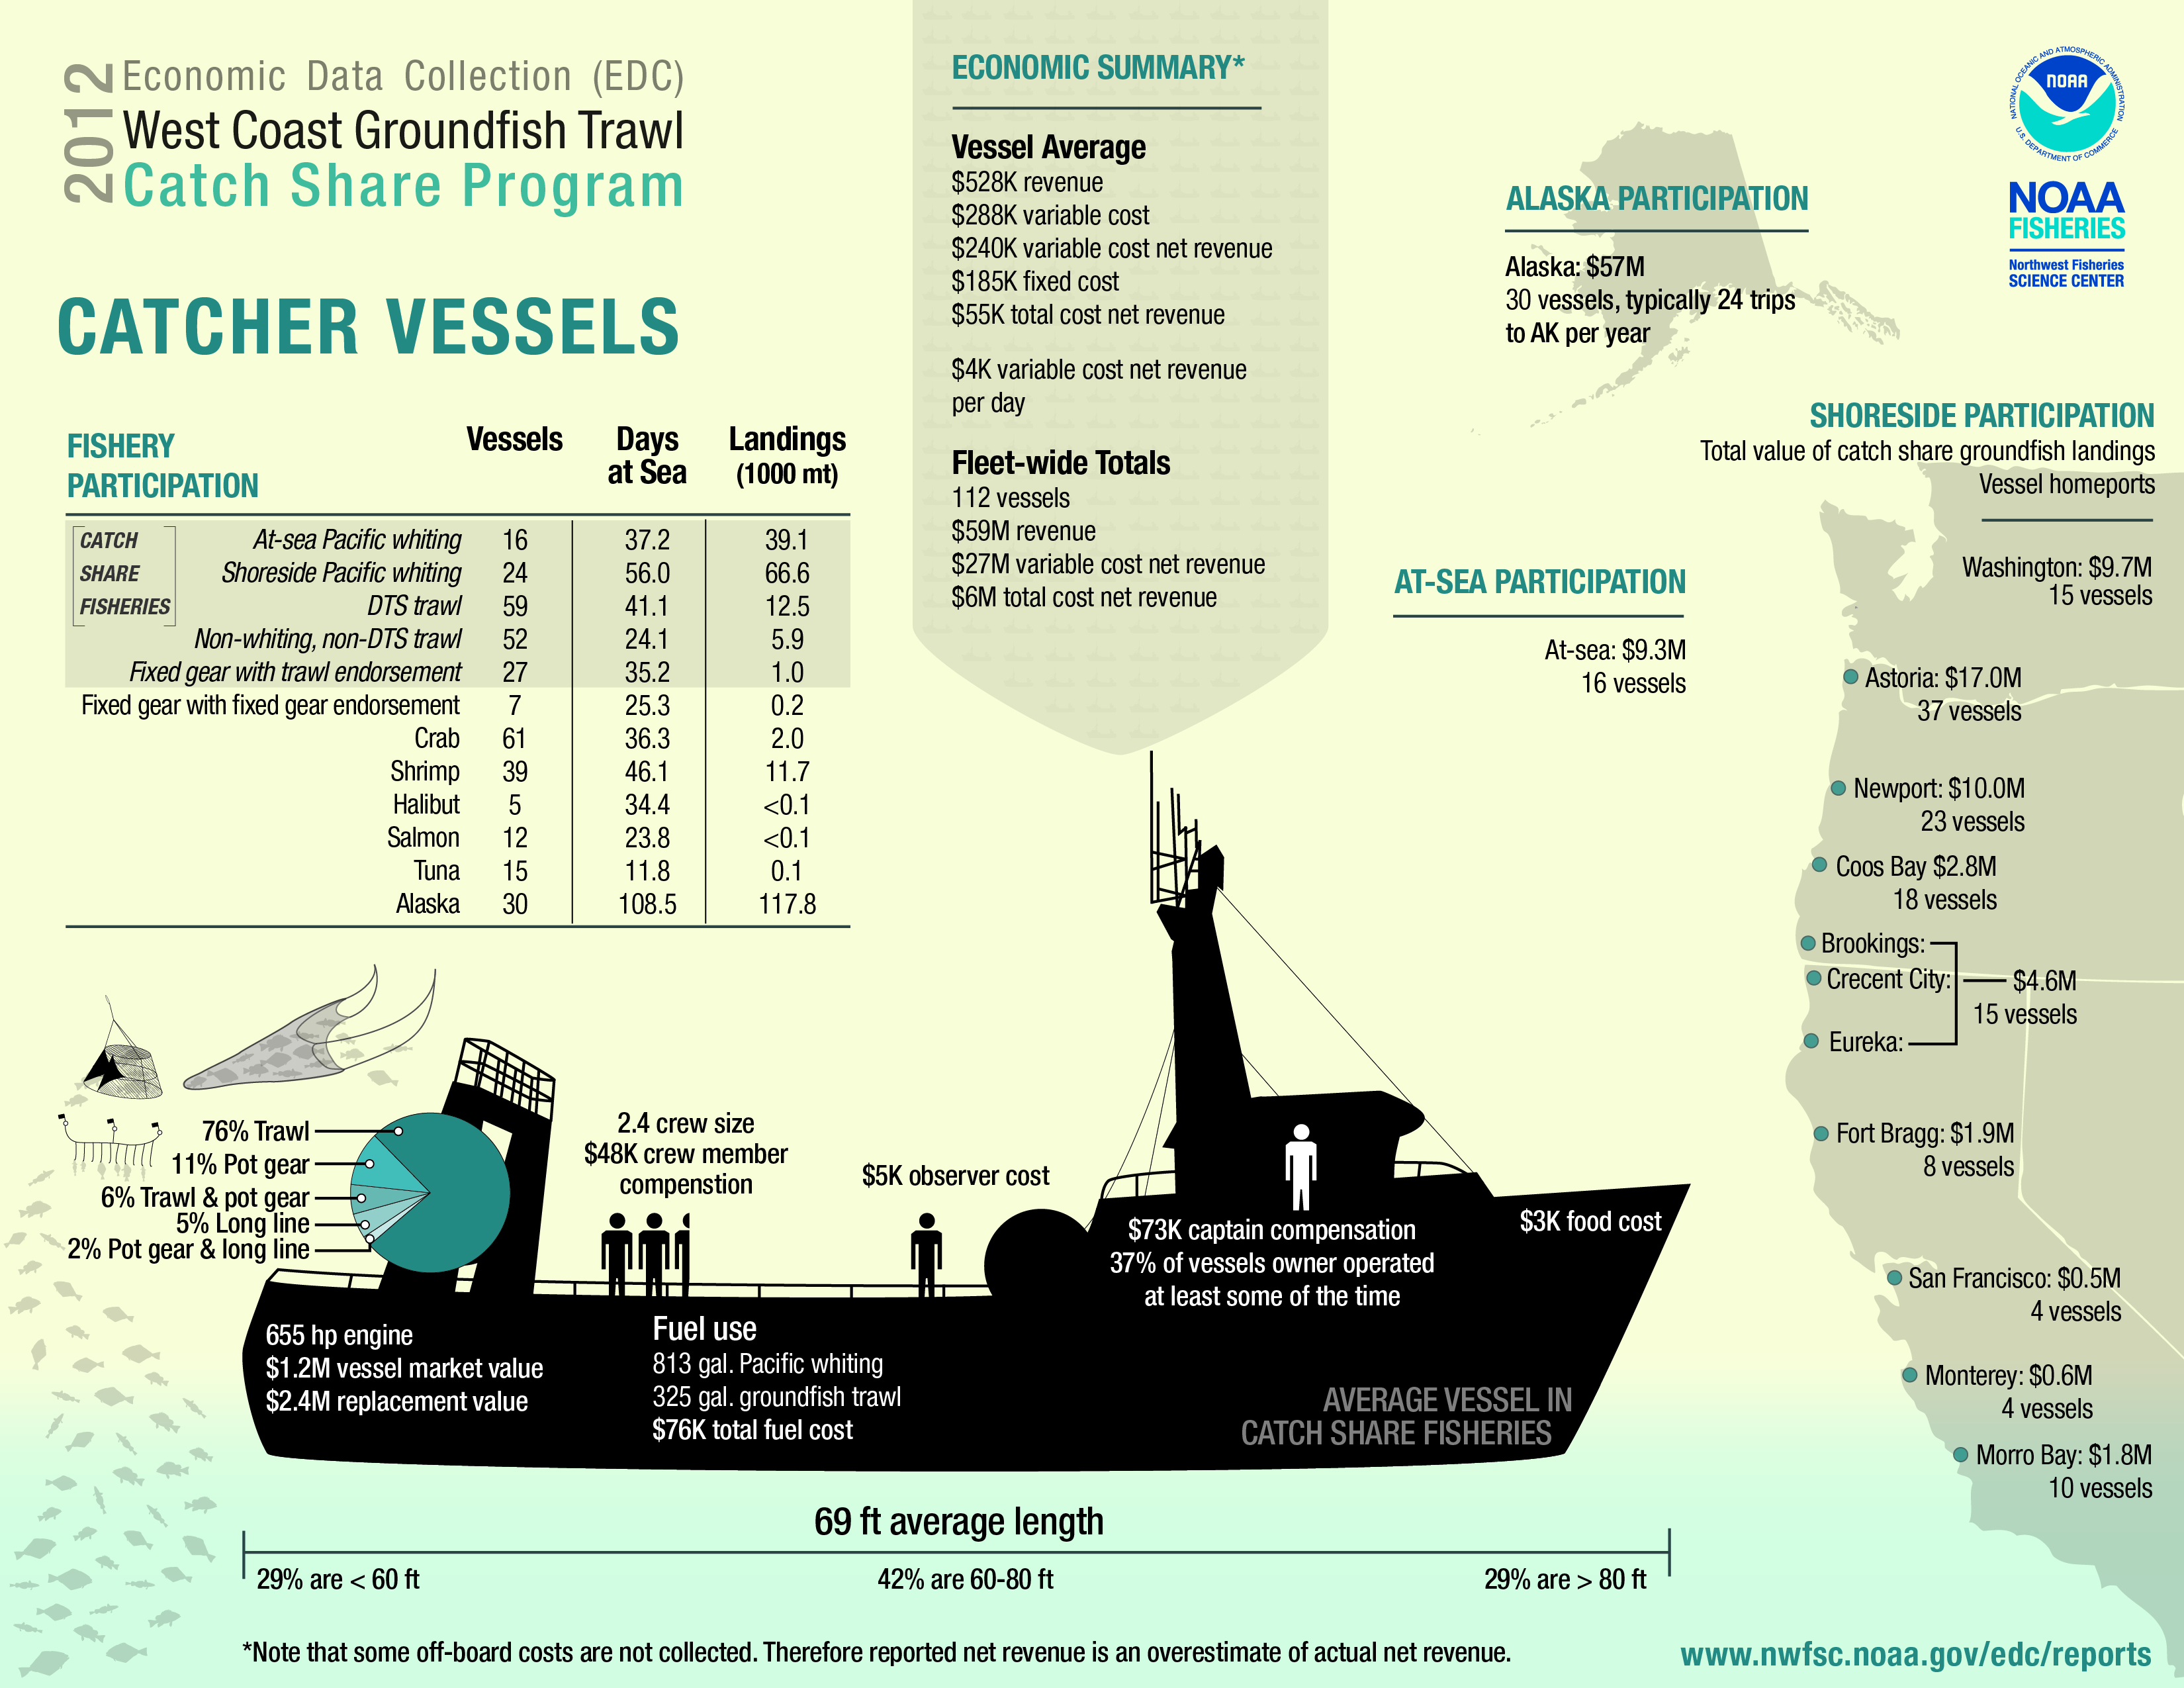 2012
Economic Data Collection (EDC)
West Coast Groundfish Trawl
Catch Share Program
CATCHER VESSELS
FISHERY
PARTICIPATION
Vessels
Days
at Sea
Landings
(1000 mt)
CATCH
SHARE
FISHERIES
At-sea Pacific whiting 16 37.2 39.1
Shoreside Pacific whiting 24 56.0 66.6
DTS trawl 59 41.1 12.5
Non-whiting, non-DTS trawl 52 24.1 5.9
Fixed gear with trawl endorsement 27 35.2 1.0
Fixed gear with fixed gear endorsement 7 25.3 0.2
Crab 61 36.3 2.0
Shrimp 39 46.1 11.7
Halibut 5 34.4 <0.1
Salmon 12 23.8 <0.1
Tuna 15 11.8 0.1
Alaska 30 108.5 117.8
ECONOMIC SUMMARY*
Vessel Average
$528K revenue
$288K variable cost
$240K variable cost net revenue
$185K fixed cost
$55K total cost net revenue
$4K variable cost net revenue
per day
Fleet-wide Totals
112 vessels
$59M revenue
$27M variable cost net revenue
$6M total cost net revenue
ALASKA PARTICIPATION
Alaska: $57M
30 vessels, typically 24 trips
to AK per year
NATIONAL OCEANIC AND ATMOSPHERIC ADMINISTRATION
NOAA
U.S. DEPARTMENT OF COMMERCE
NOAA
FISHERIES
Northwest Fisheries
SCIENCE CENTER
SHORESIDE PARTICIPATION
Total value of catch share groundfish landings
Vessel homeports
Washington: $9.7M
15 vessels
AT-SEA PARTICIPATION
At-sea: $9.3M
16 vessels
Astoria: $17.0M
37 vessels
Newport: $10.0M
23 vessels
Coos Bay $2.8M
18 vessels
Brookings:
Crecent City:
Eureka:
$4.6M
15 vessels
Fort Bragg: $1.9M
8 vessels
San Francisco: $0.5M
4 vessels
Monterey: $0.6M
4 vessels
Morro Bay: $1.8M
10 vessels
76% Trawl
11% Pot gear
6% Trawl & pot gear
5% Long line
2% Pot gear & long line
2.4 crew size
$48K crew member
compenstion
$5K observer cost
$73K captain compensation
37% of vessels owner operated
at least some of the time
$3K food cost
655 hp engine
$1.2M vessel market value
$2.4M replacement value
Fuel use
813 gal. Pacific whiting
325 gal. groundfish trawl
$76K total fuel cost
AVERAGE VESSEL IN
CATCH SHARE FISHERIES
69 ft average length
29% are < 60 ft
42% are 60-80 ft
29% are > 80 ft
*Note that some off-board costs are not collected. Therefore reported net revenue is an overestimate of actual net revenue.
www.nwfsc.noaa.gov/edc/reports